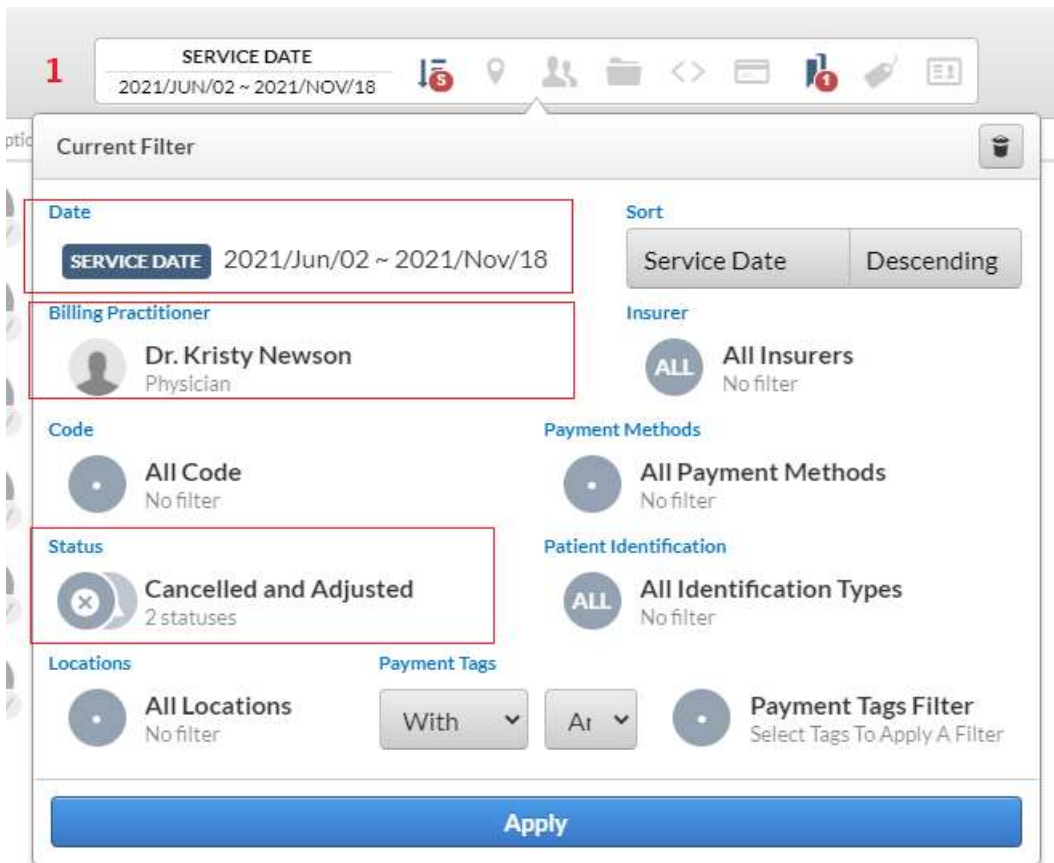 1
SERVICE DATE
2021/JUN/02 ~ 2021/NOV/18
S
1
Current Filter
Date
Sort
SERVICE DATE 2021/Jun/02 ~ 2021/Nov/18
Service Date Descending
Billing Practitioner
Insurer
Dr. Kristy Newson
Physician
ALL
All Insurers
No filter
Code
Payment Methods
All Code
No filter
All Payment Methods
No filter
Status
Patient Identification
Cancelled and Adjusted
2 statuses
ALL
All Identification Types
No filter
Locations
Payment Tags
All Locations
No filter
With
Payment Tags Filter
Select Tags To Apply A Filter
Apply